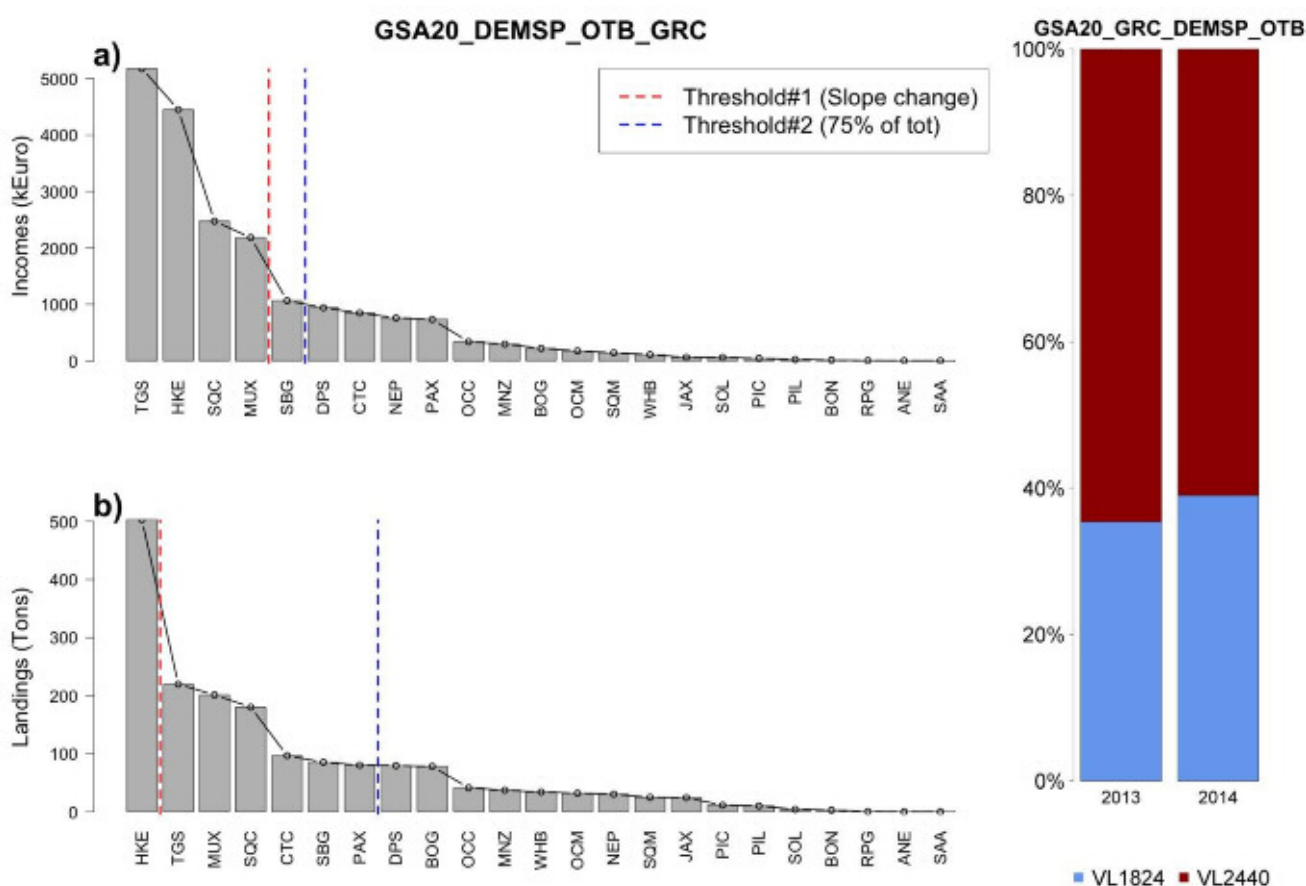 GSA20_DEMSP_OTB_GRC
a)
Threshold#1 (Slope change)
Threshold#2 (75% of tot)
Incomes (kEuro)
5000
4000
3000
2000
1000
0
TGS HKE SQC MUX SBG DPS CTC NEP PAX OCC MNZ BOG OCM SQM WHB JAX SOL PIC PIL BON RPG ANE SAA
b)
Landings (Tons)
500
400
300
200
100
0
HKE TGS MUX SQC CTC SBG PAX DPS BOG OCC MNZ WHB OCM NEP SQM JAX PIC PIL SOL BON RPG ANE SAA
GSA20_GRC_DEMSP_OTB
100%
80%
60%
40%
20%
0%
2013 2014
VL1824 VL2440